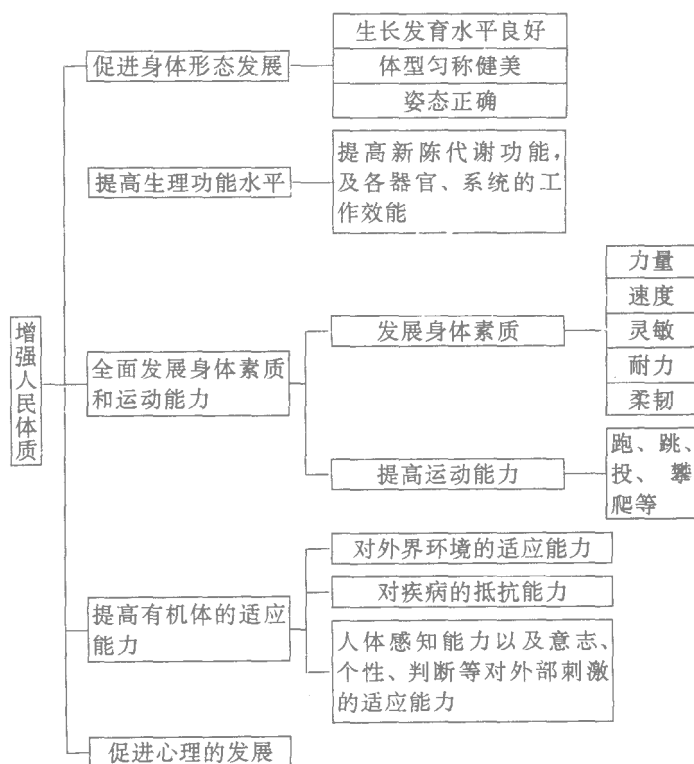 增强人民体质
促进身体形态发展
生长发育水平良好
体型匀称健美
姿态正确
提高生理功能水平
提高新陈代谢功能，
及各器官、系统的工
作效能
全面发展身体素质
和运动能力
发展身体素质
力量
速度
灵敏
耐力
柔韧
提高运动能力
跑、跳、
投、攀
爬等
提高有机体的适应
能力
对外界环境的适应能力
对疾病的抵抗能力
人体感知能力以及意志、
个性、判断等对外部刺激
的适应能力
促进心理的发展